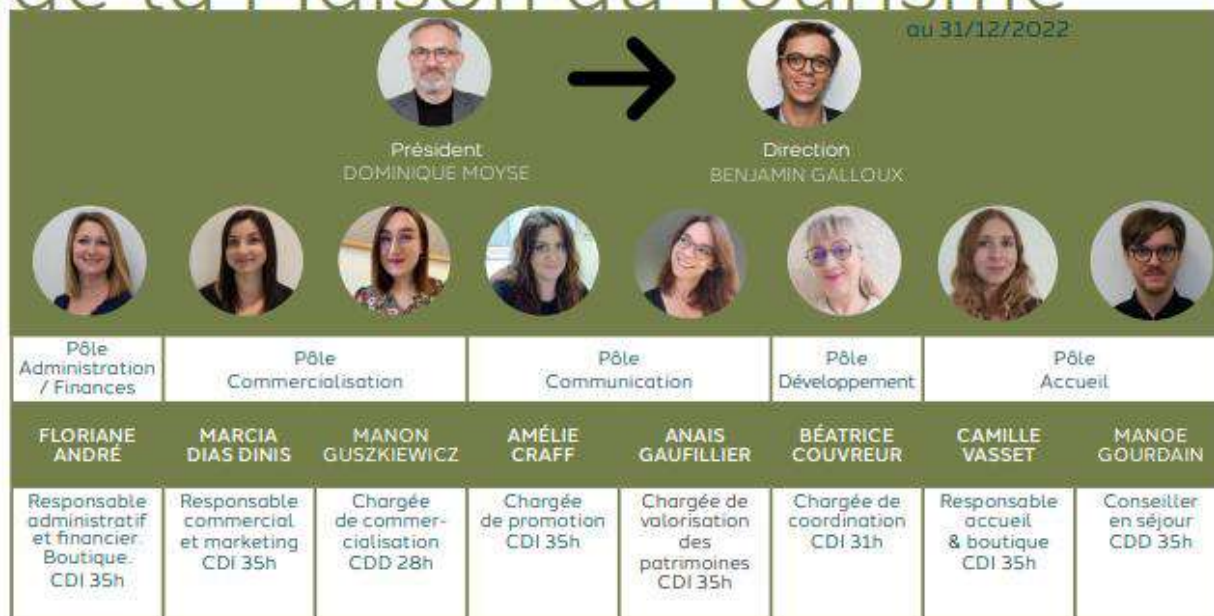 de la Maison du Tourisme
au 31/12/2022
Président
DOMINIQUE MOYSE
Direction
BENJAMIN GALLOUX
Pôle
Administration
/ Finances
Pôle
Commercialisation
Pôle
Communication
Pôle
Développement
Pôle
Accueil
FLORIANE
ANDRÉ
MARCIA
DIAS DINIS
MANON
GUSZKIEWICZ
AMÉLIE
CRAFF
ANAIS
GAUFILLIER
BÉATRICE
COUVREUR
CAMILLE
VASSET
MANOE
GOURDAIN
Responsable
administratif
et financier.
Boutique.
CDI 35h
Responsable
commercial
et marketing
CDI 35h
Chargée
de commer-
cialisation
CDD 28h
Chargée
de promotion
CDI 35h
Chargée de
valorisation
des
patrimoines
CDI 35h
Chargée de
coordination
CDI 31h
Responsable
accueil
& boutique
CDI 35h
Conseiller
en séjour
CDD 35h